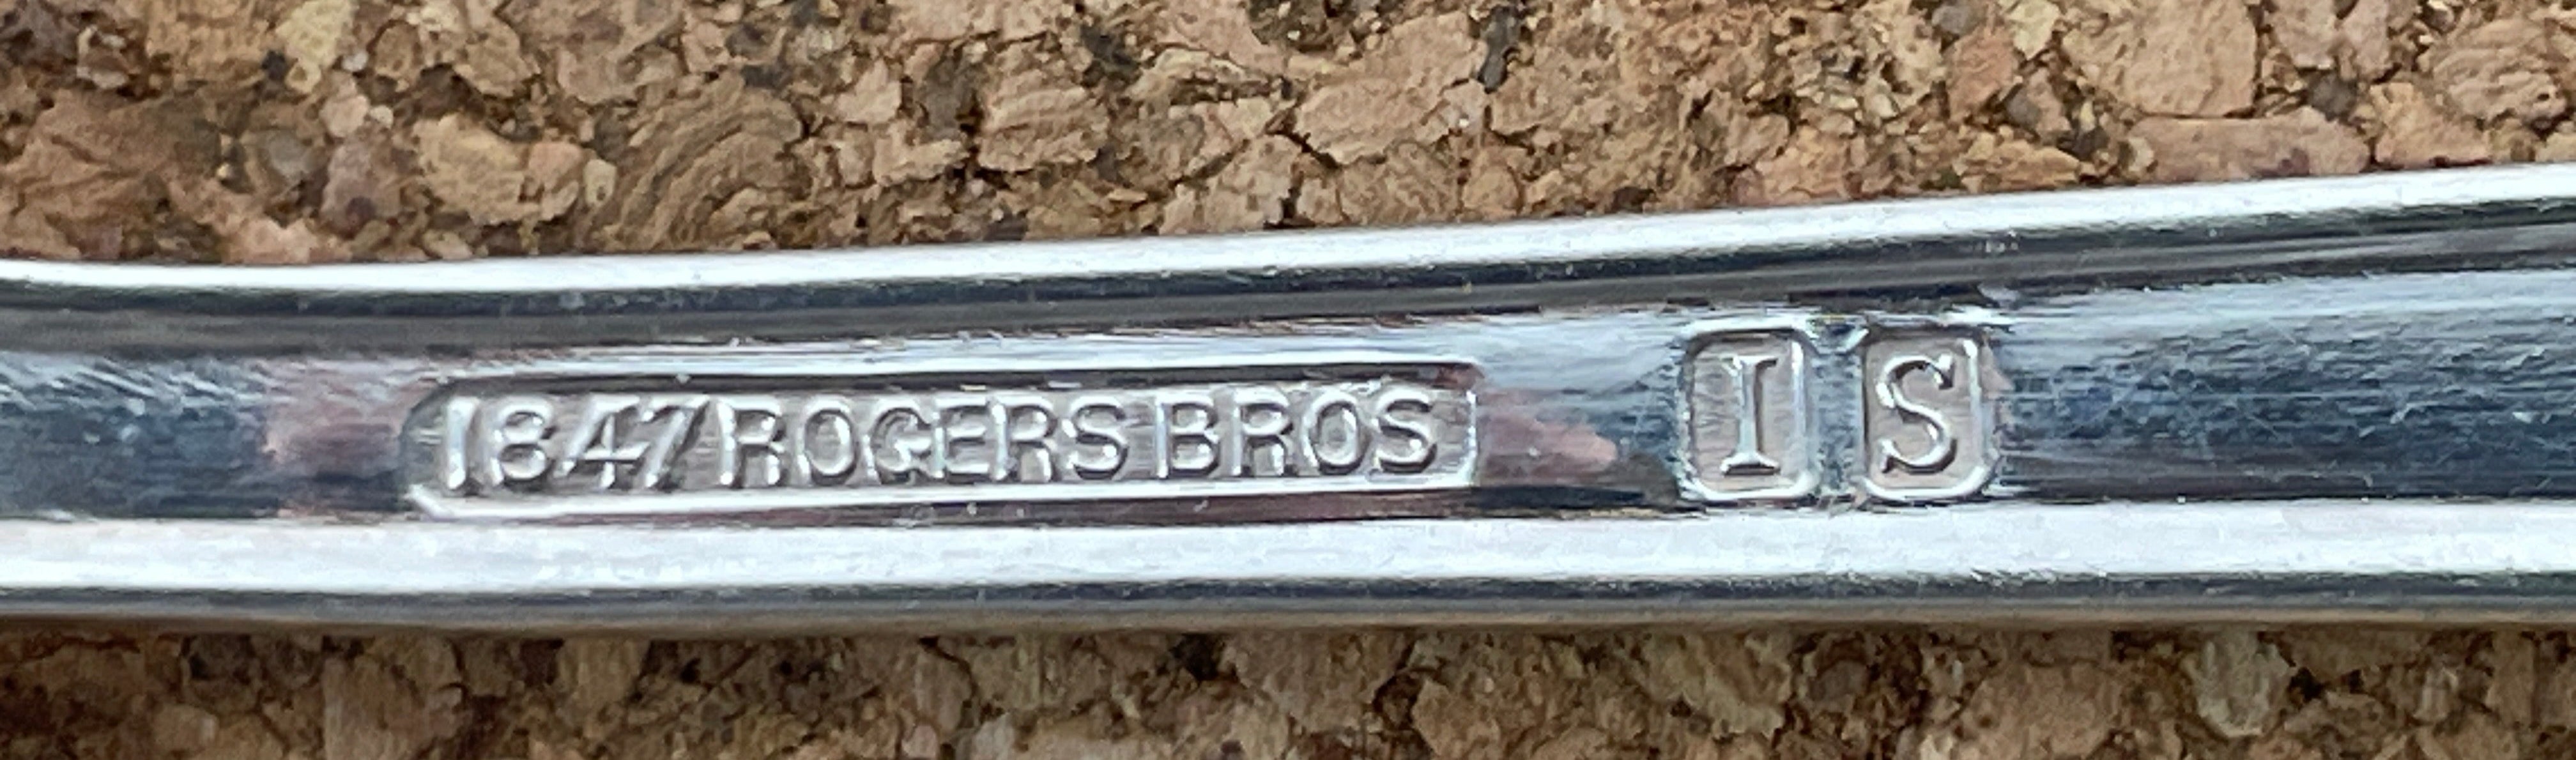 1847 ROGERS BROS I S